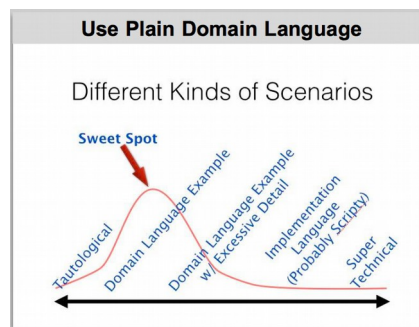 Use Plain Domain Language
Different Kinds of Scenarios
Sweet Spot
Tautological
Domain Language Example
Domain Language Example
w/ Excessive Detail
Implementation
Language
(Probably Scripty)
Super
Technical